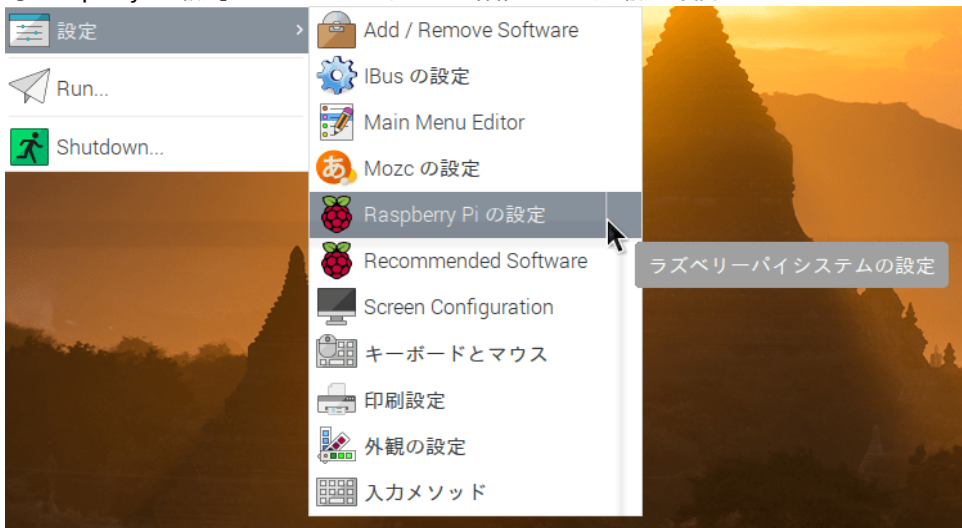 設定
Run...
Shutdown...
Add / Remove Software
IBus の設定
Main Menu Editor
Mozc の設定
Raspberry Pi の設定
Recommended Software
Screen Configuration
キーボードとマウス
印刷設定
外観の設定
入力メソッド
ラズベリーパイシステムの設定